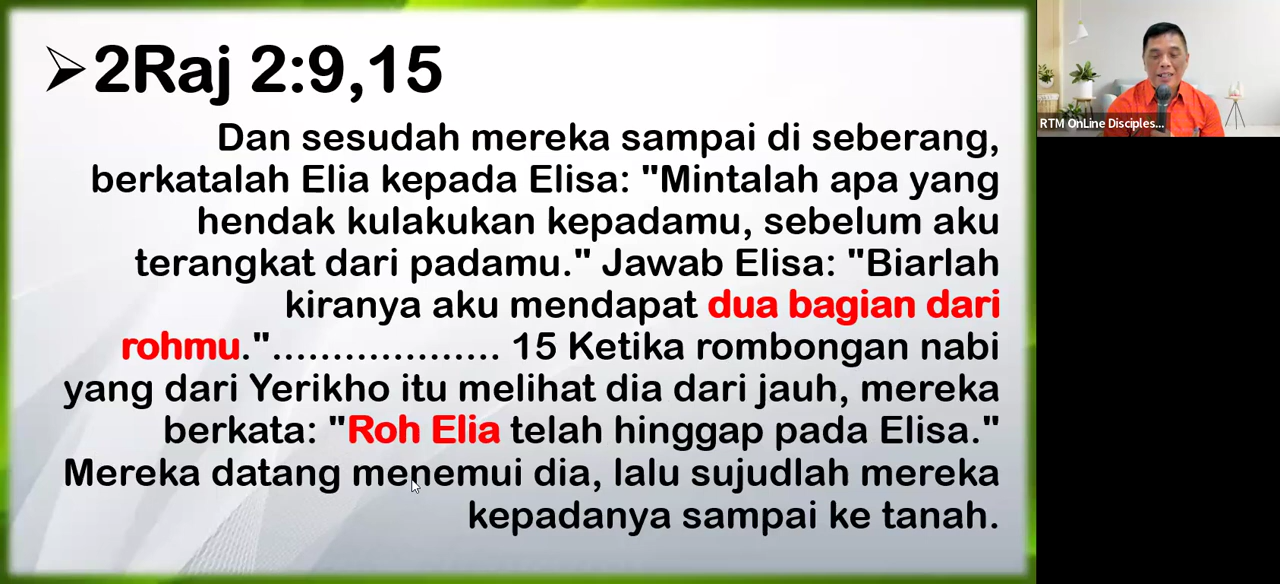 ➢2Raj 2:9,15
Dan sesudah mereka sampai di seberang,
berkatalah Elia kepada Elisa: "Mintalah apa yang
hendak kulakukan kepadamu, sebelum aku
terangkat dari padamu." Jawab Elisa: "Biarlah
kiranya aku mendapat dua bagian dari
rohmu."................... 15 Ketika rombongan nabi
yang dari Yerikho itu melihat dia dari jauh, mereka
berkata: "Roh Elia telah hinggap pada Elisa."
Mereka datang menemui dia, lalu sujudlah mereka
kepadanya sampai ke tanah.
RTM OnLine Disciples...